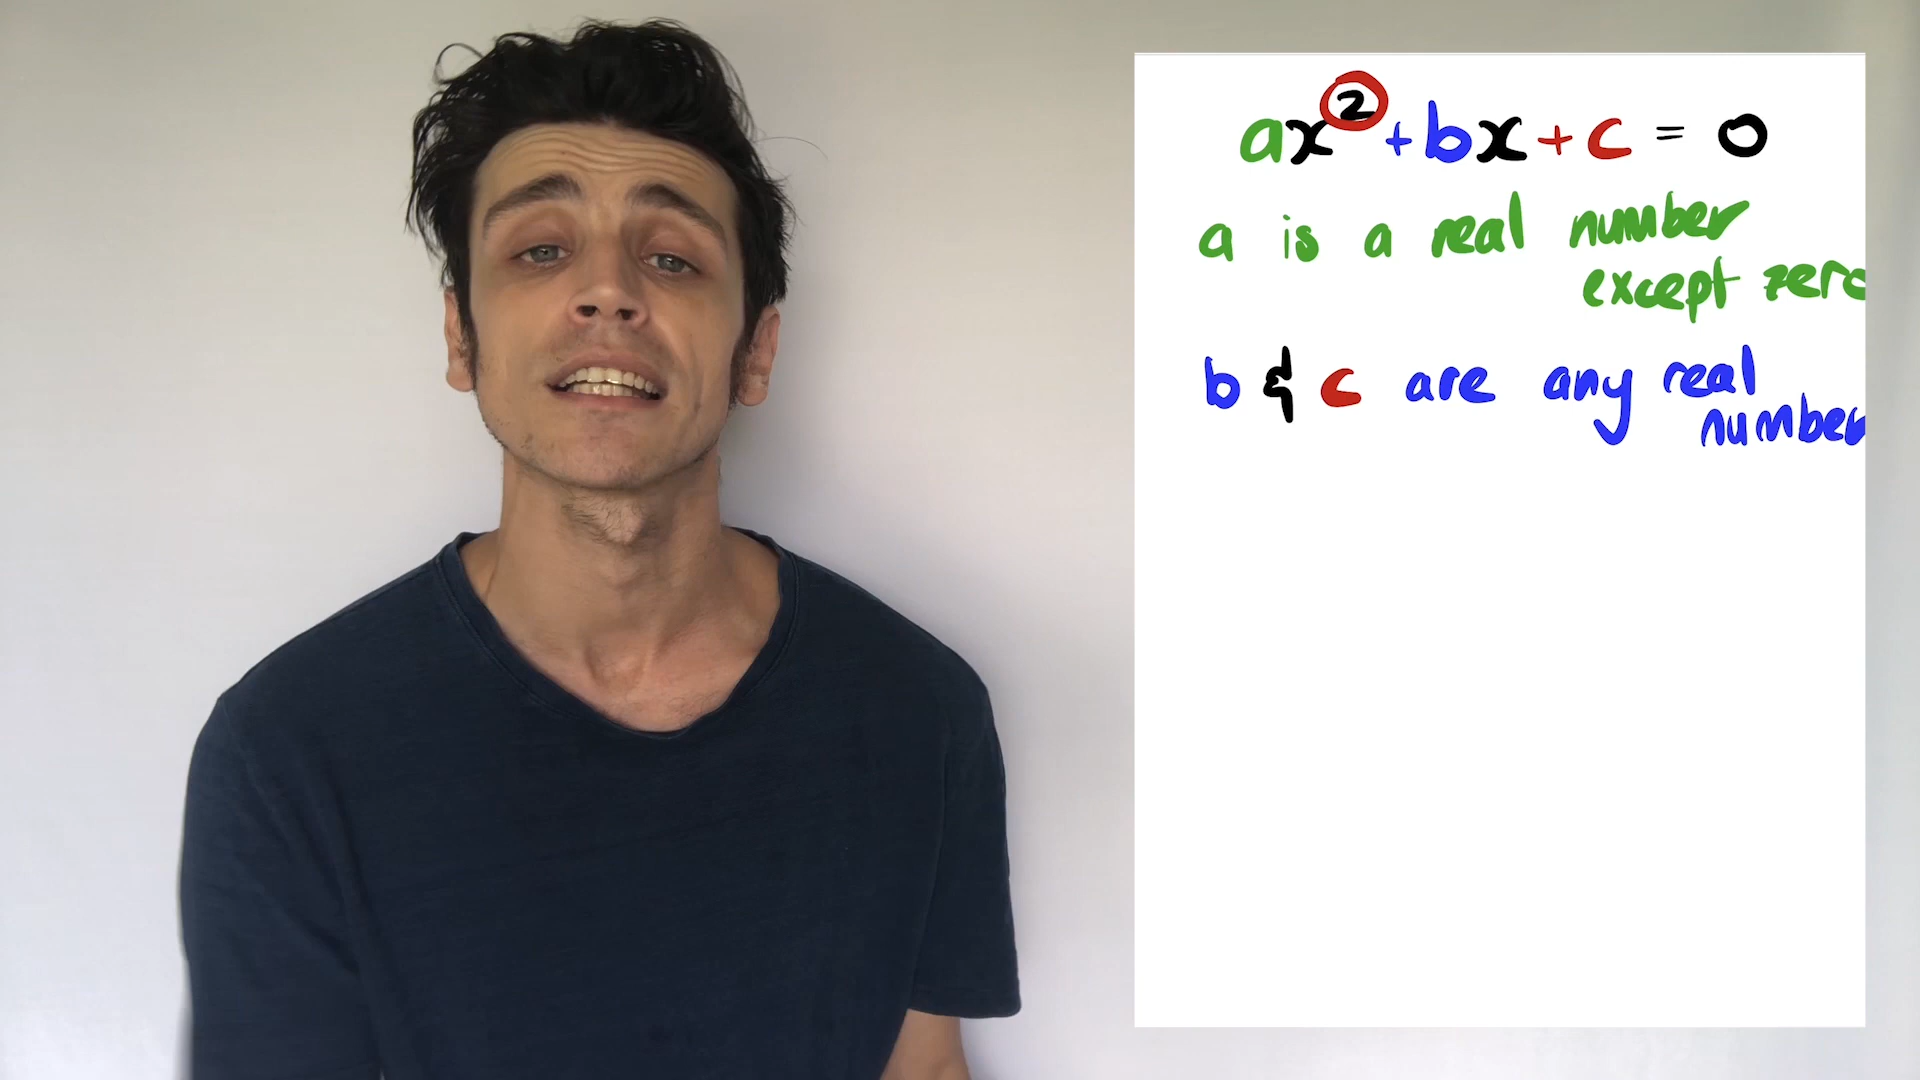 ax²+bx+c = 0
a is a real number
except zero
b & c are any real
number